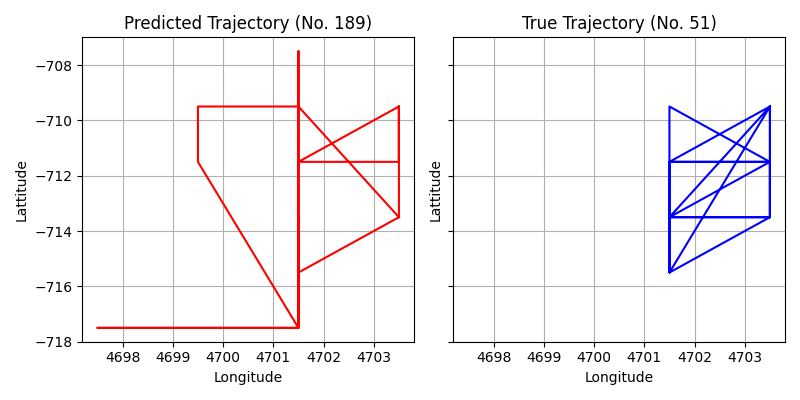 Predicted Trajectory (No. 189)
True Trajectory (No. 51)
Lattitude
−708
−710
−712
−714
−716
−718
4698 4699 4700 4701 4702 4703
Longitude
Lattitude
4698 4699 4700 4701 4702 4703
Longitude